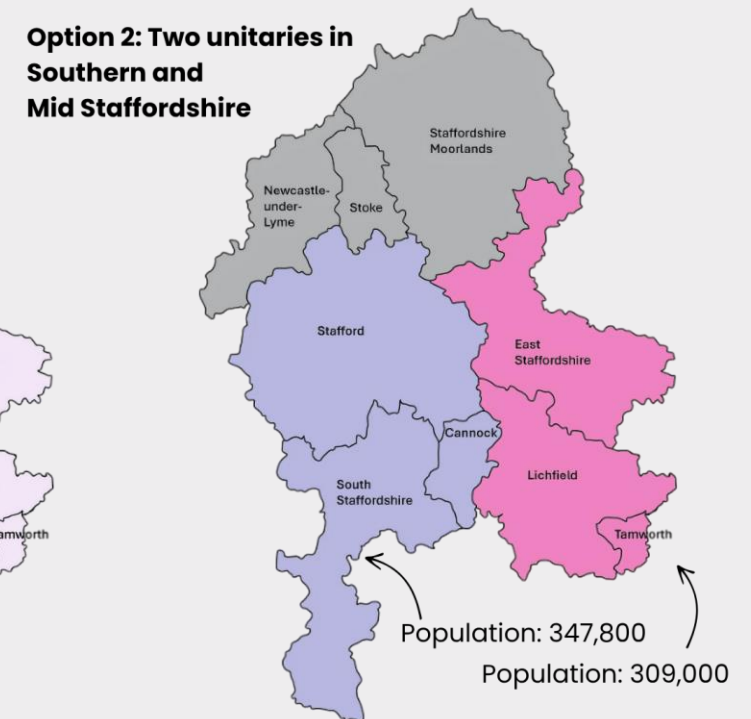 Option 2: Two unitaries in
Southern and
Mid Staffordshire
Staffordshire
Moorlands
Newcastle-
under-
Lyme
Stoke
Stafford
East
Staffordshire
Cannock
South
Staffordshire
Lichfield
Tamworth
amworth
Population: 347,800
Population: 309,000